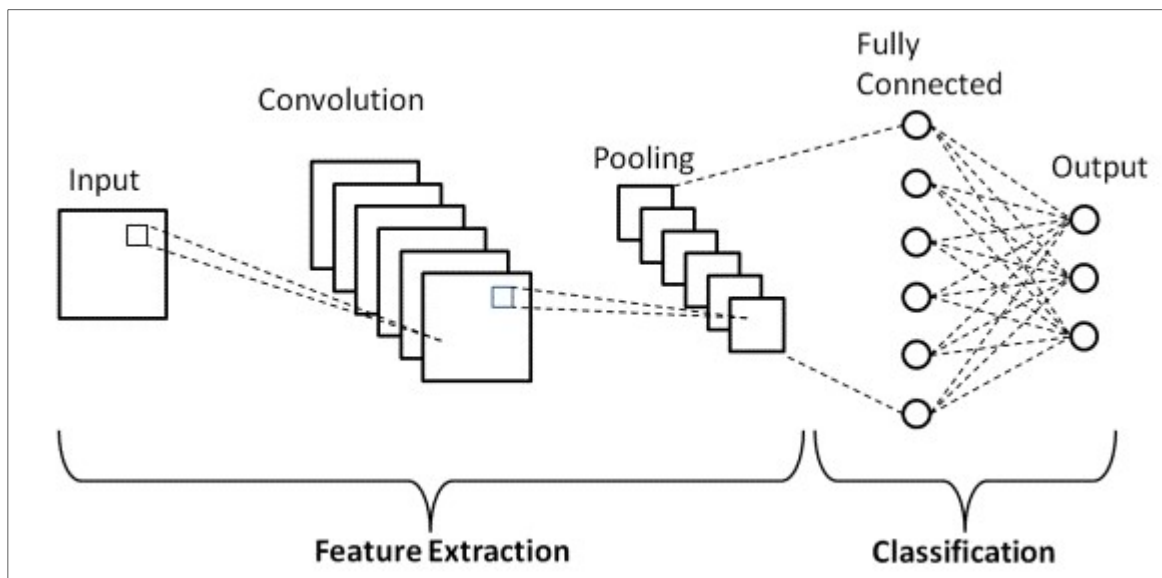 Input
Convolution
Pooling
Fully
Connected
Output
Feature Extraction
Classification